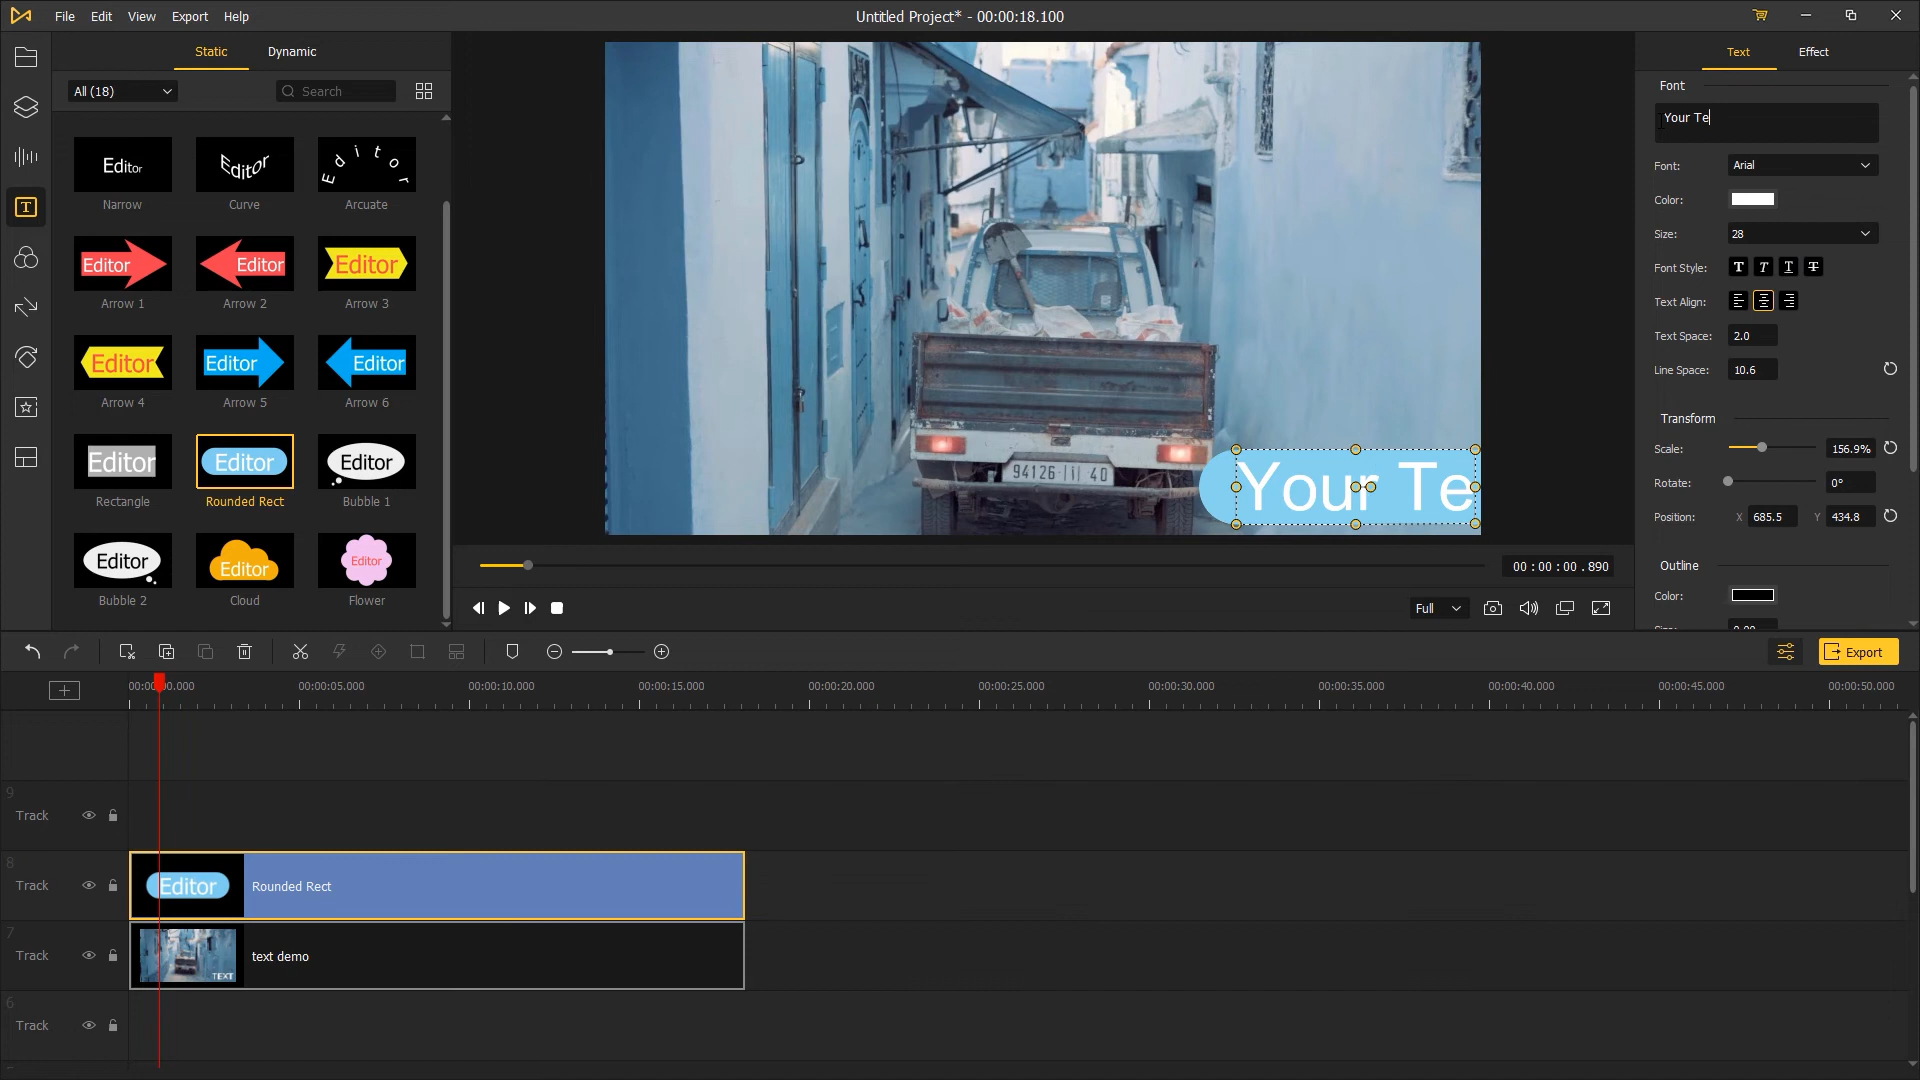 File Edit View Export Help
Untitled Project* - 00:00:18.100
Static Dynamic
All (18)
Search
Editor Editor Editor
Narrow Curve Arcuate
Editor Editor Editor
Arrow 1 Arrow 2 Arrow 3
Editor Editor Editor
Arrow 4 Arrow 5 Arrow 6
Editor Editor Editor
Rectangle Rounded Rect Bubble 1
Editor Editor Editor
Bubble 2 Cloud Flower
Your Te
00 : 00 : 00 . 890
Full
Text Effect
Font
Your Te
Font: Arial
Color:
Size: 28
Font Style: T T T T
Text Align:
Text Space: 2.0
Line Space: 10.6
Transform
Scale: 156.9%
Rotate: 0°
Position: X 685.5 Y 434.8
Outline
Color:
Export
00:00:05.000 00:00:10.000 00:00:15.000 00:00:20.000 00:00:25.000 00:00:30.000 00:00:35.000 00:00:40.000 00:00:45.000 00:00:50.000
9
Track
8
Track Editor Rounded Rect
7
Track TEXT text demo
6
Track